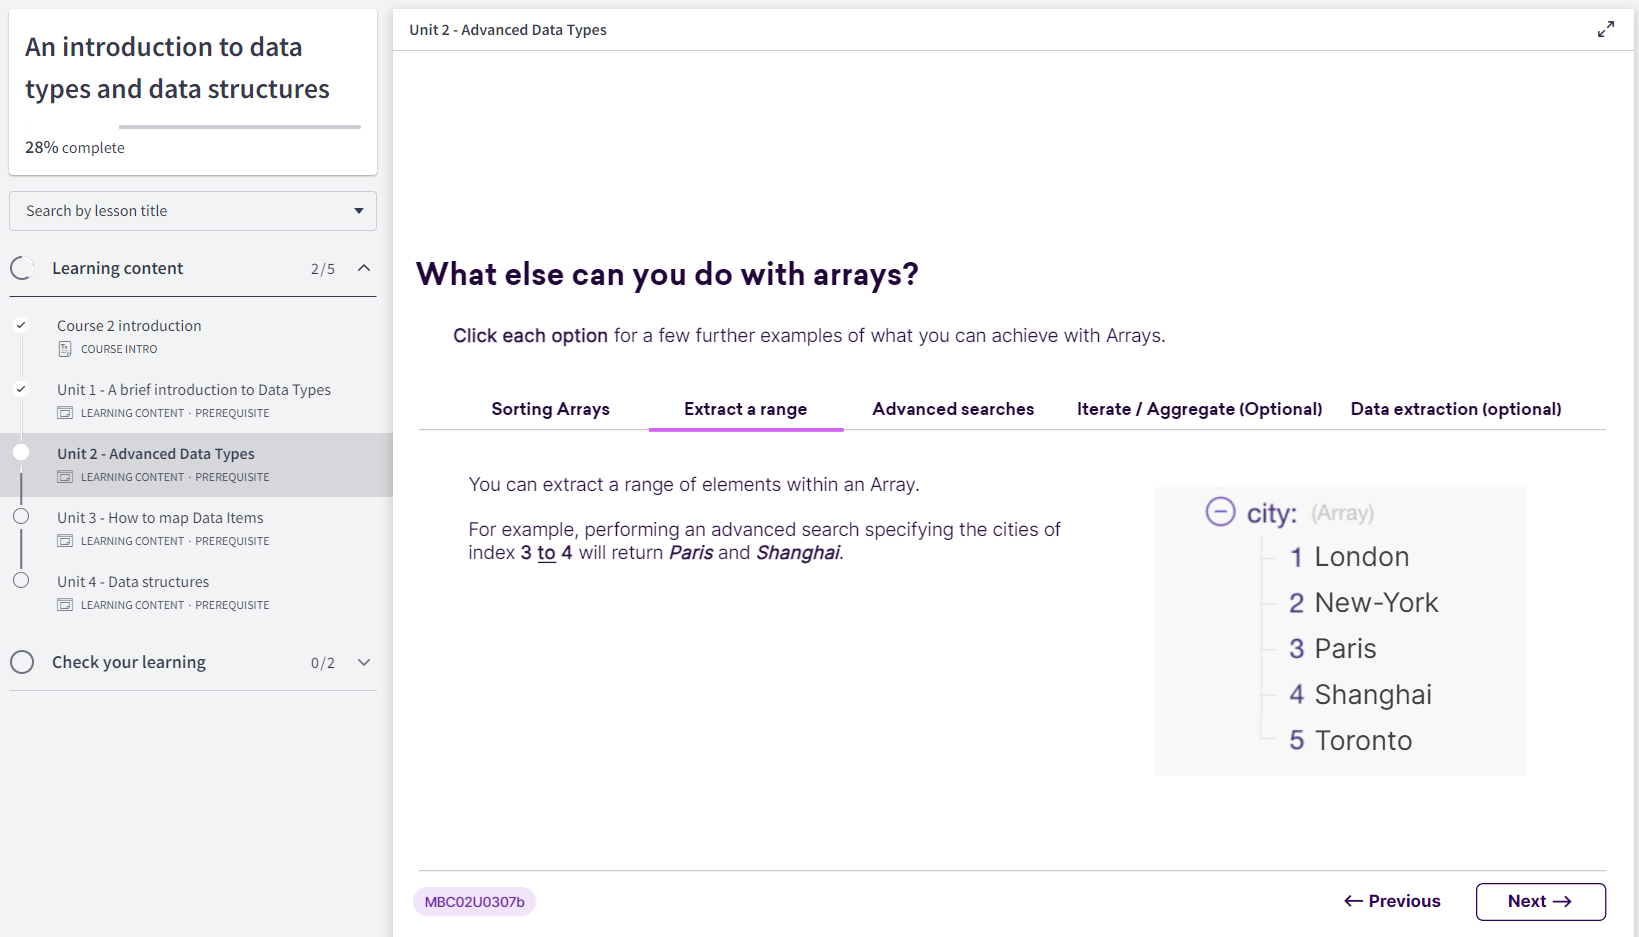 An introduction to data
types and data structures
28% complete
Search by lesson title
Learning content 2/5
Course 2 introduction
COURSE INTRO
Unit 1 - A brief introduction to Data Types
LEARNING CONTENT · PREREQUISITE
Unit 2 - Advanced Data Types
LEARNING CONTENT · PREREQUISITE
Unit 3 - How to map Data Items
LEARNING CONTENT · PREREQUISITE
Unit 4 - Data structures
LEARNING CONTENT · PREREQUISITE
Check your learning 0/2
Unit 2 - Advanced Data Types
What else can you do with arrays?
Click each option for a few further examples of what you can achieve with Arrays.
Sorting Arrays Extract a range Advanced searches Iterate / Aggregate (Optional) Data extraction (optional)
You can extract a range of elements within an Array.
For example, performing an advanced search specifying the cities of
index 3 to 4 will return Paris and Shanghai.
city: (Array)
1 London
2 New-York
3 Paris
4 Shanghai
5 Toronto
MBC02U0307b
← Previous
Next →